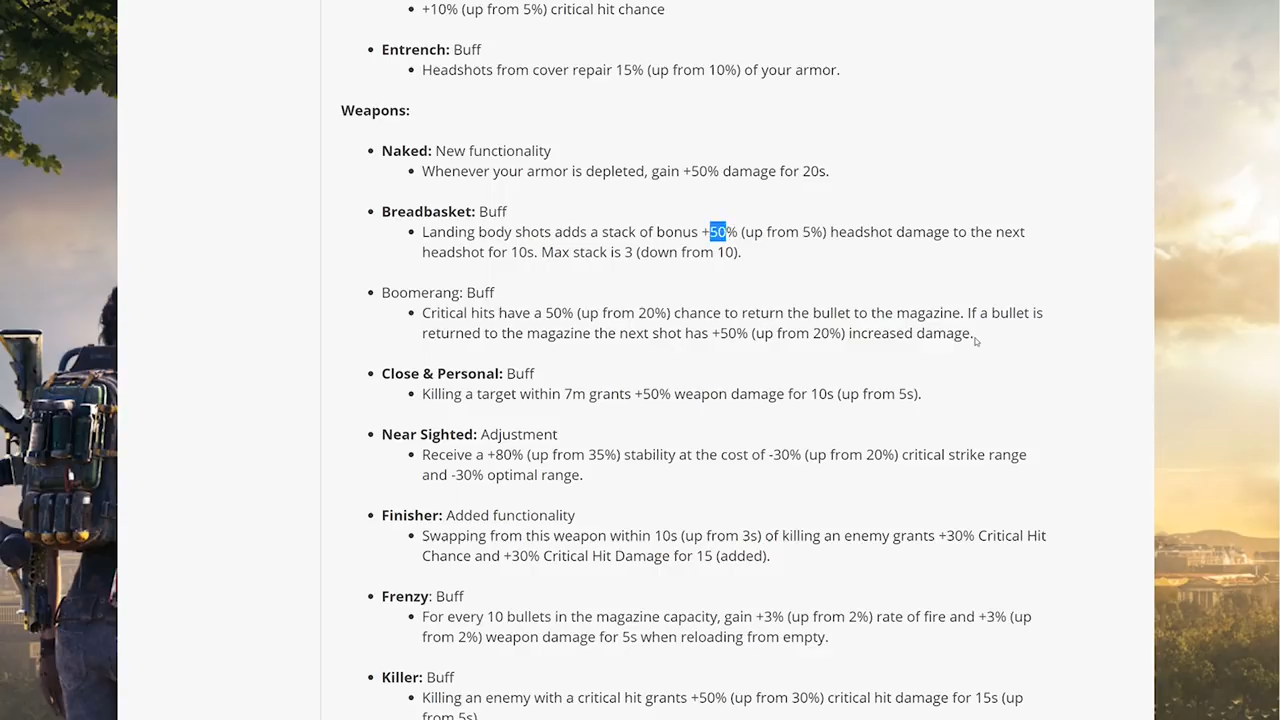 +10% (up from 5%) critical hit chance
Entrench: Buff
Headshots from cover repair 15% (up from 10%) of your armor.
Weapons:
Naked: New functionality
Whenever your armor is depleted, gain +50% damage for 20s.
Breadbasket: Buff
Landing body shots adds a stack of bonus +50% (up from 5%) headshot damage to the next
headshot for 10s. Max stack is 3 (down from 10).
Boomerang: Buff
Critical hits have a 50% (up from 20%) chance to return the bullet to the magazine. If a bullet is
returned to the magazine the next shot has +50% (up from 20%) increased damage.
Close & Personal: Buff
Killing a target within 7m grants +50% weapon damage for 10s (up from 5s).
Near Sighted: Adjustment
Receive a +80% (up from 35%) stability at the cost of -30% (up from 20%) critical strike range
and -30% optimal range.
Finisher: Added functionality
Swapping from this weapon within 10s (up from 3s) of killing an enemy grants +30% Critical Hit
Chance and +30% Critical Hit Damage for 15 (added).
Frenzy: Buff
For every 10 bullets in the magazine capacity, gain +3% (up from 2%) rate of fire and +3% (up
from 2%) weapon damage for 5s when reloading from empty.
Killer: Buff
Killing an enemy with a critical hit grants +50% (up from 30%) critical hit damage for 15s (up
from 5s)